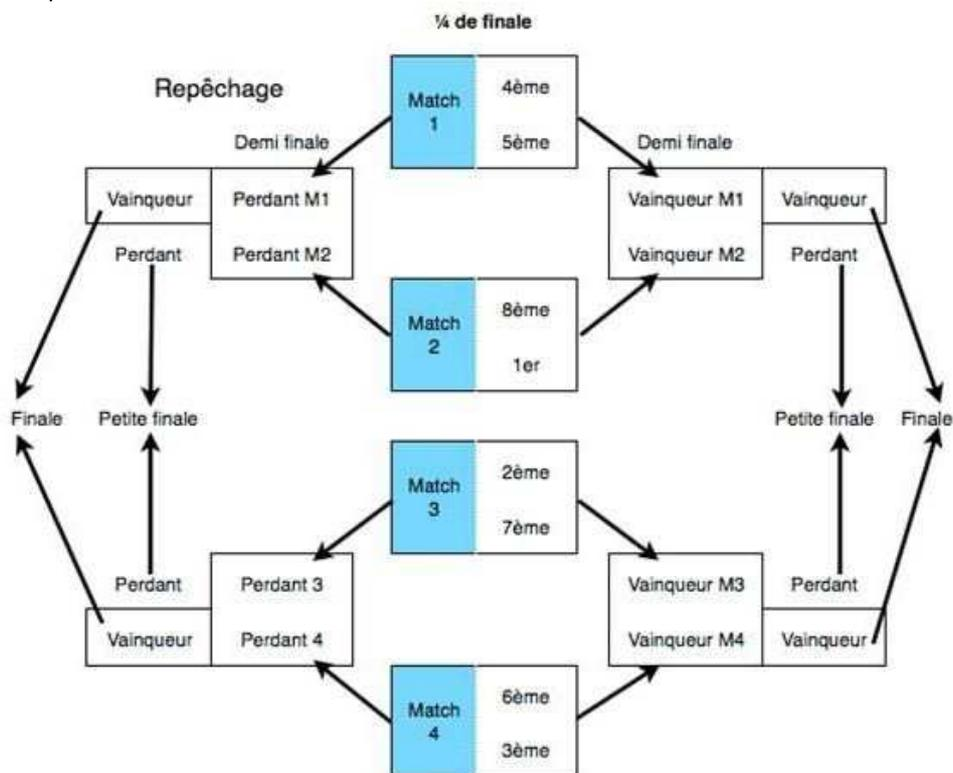 ¼ de finale
Repêchage
Match 1
4ème
5ème
Demi finale
Demi finale
Vainqueur
Perdant M1
Vainqueur M1
Vainqueur
Perdant
Perdant M2
Vainqueur M2
Perdant
Match 2
8ème
1er
Finale
Petite finale
Petite finale
Finale
Match 3
2ème
7ème
Perdant
Perdant 3
Vainqueur M3
Perdant
Vainqueur
Perdant 4
Vainqueur M4
Vainqueur
Match 4
6ème
3ème